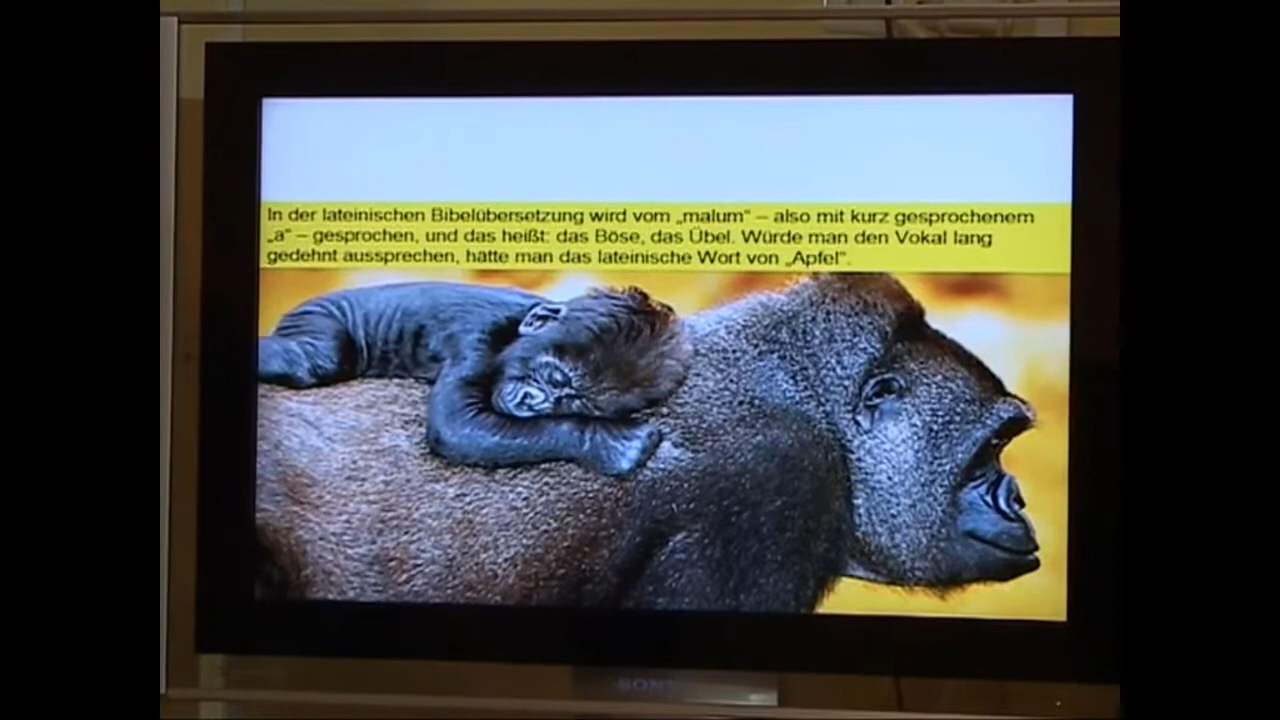 In der lateinischen Bibelübersetzung wird vom „malum“ – also mit kurz gesprochenem
„a“ – gesprochen, und das heißt: das Böse, das Übel. Würde man den Vokal lang
gedehnt aussprechen, hätte man das lateinische Wort von „Apfel“.
SONY